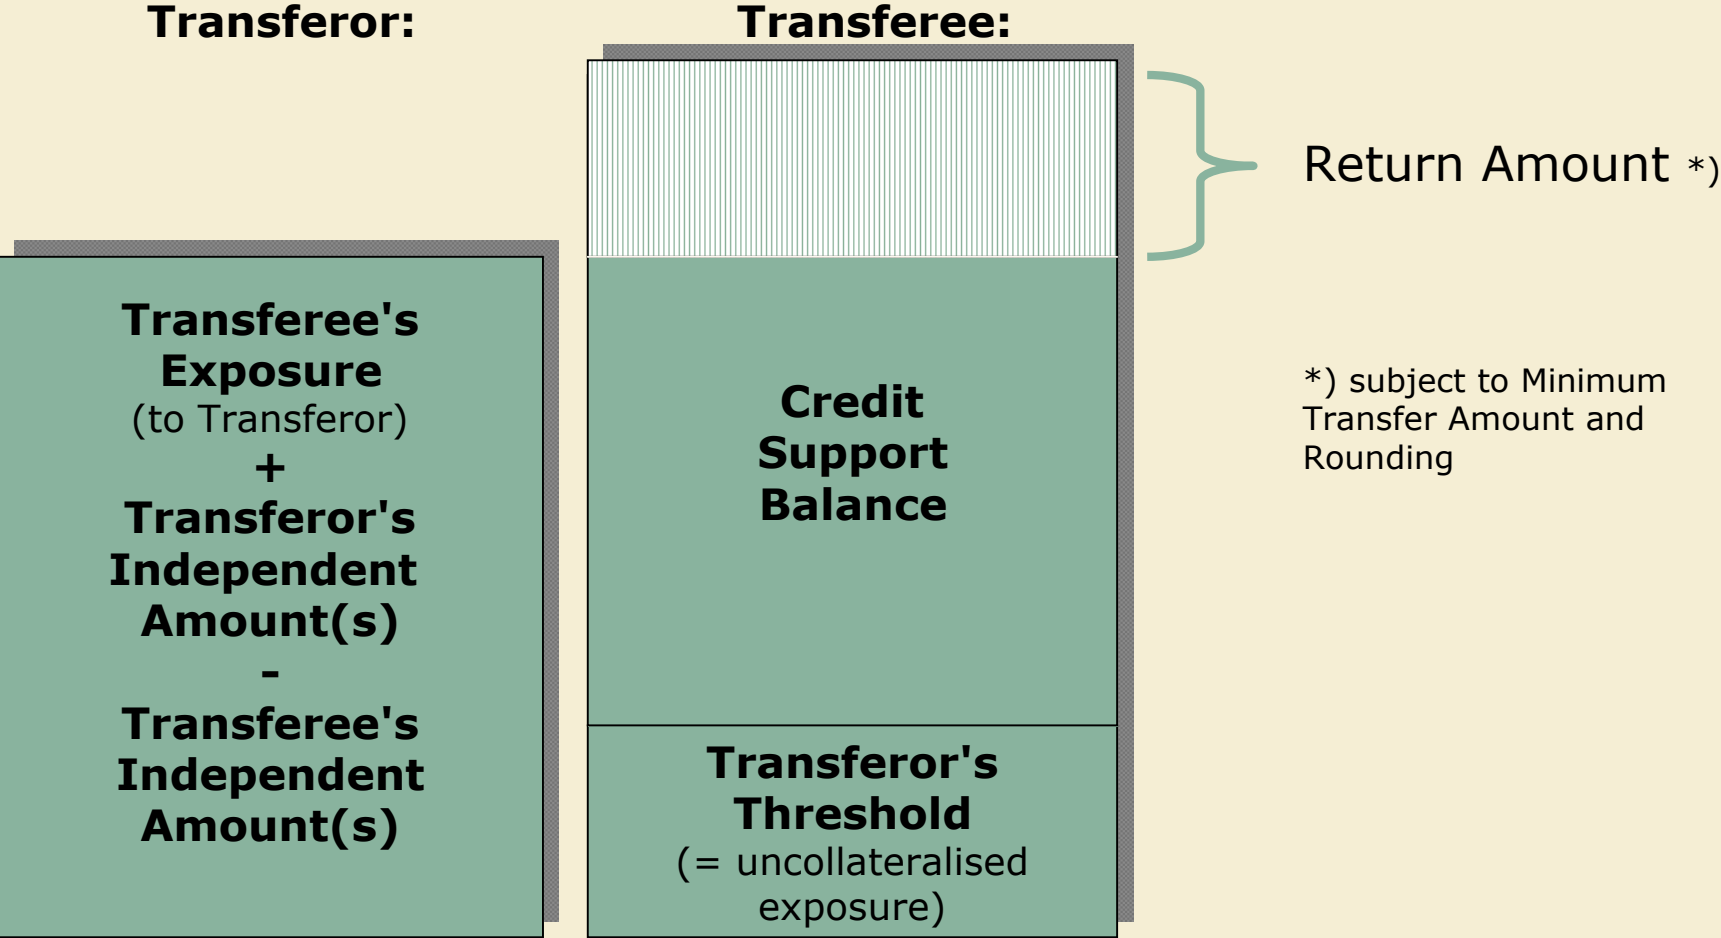 Transferor:
Transferee:
Return Amount *)
Transferee's
Exposure
(to Transferor)
+
Transferor's
Independent
Amount(s)
-
Transferee's
Independent
Amount(s)
Credit
Support
Balance
Transferor's
Threshold
(= uncollateralised
exposure)
*) subject to Minimum
Transfer Amount and
Rounding